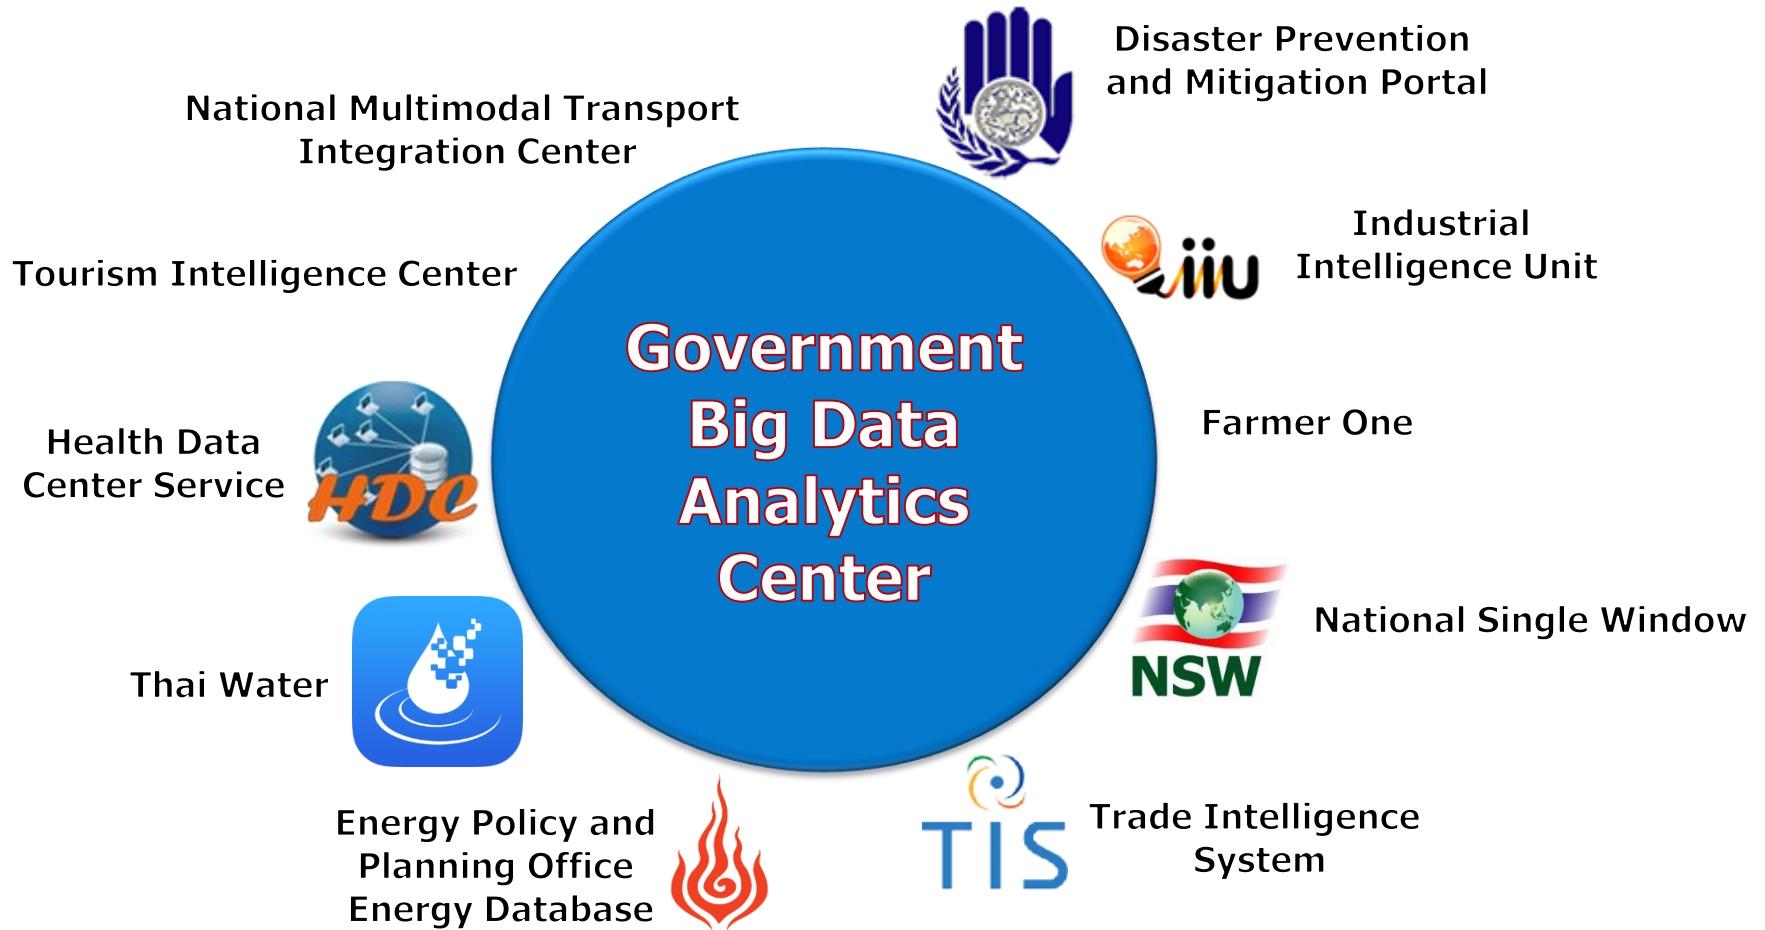 Disaster Prevention
and Mitigation Portal
National Multimodal Transport
Integration Center
Industrial
Intelligence Unit
iiu
Tourism Intelligence Center
Government
Big Data
Analytics
Center
Farmer One
Health Data
Center Service
HDC
National Single Window
NSW
Thai Water
Trade Intelligence
System
TIS
Energy Policy and
Planning Office
Energy Database